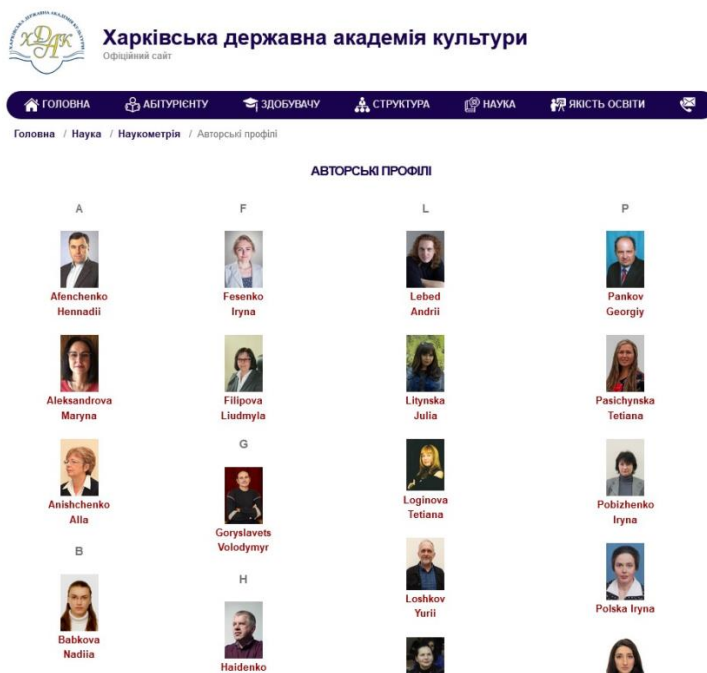 ХДАК
Харківська державна академія культури
Офіційний сайт
ГОЛОВНА
АБІТУРІЄНТУ
ЗДОБУВАЧУ
СТРУКТУРА
НАУКА
ЯКІСТЬ ОСВІТИ
Головна / Наука / Наукометрія / Авторські профілі
АВТОРСЬКІ ПРОФІЛІ
A
Afenchenko
Hennadii
Aleksandrova
Maryna
Anishchenko
Alla
B
Babkova
Nadiia
F
Fesenko
Iryna
Filipova
Liudmyla
G
Goryslavets
Volodymyr
H
Haidenko
L
Lebed
Andrii
Litynska
Julia
Loginova
Tetiana
Loshkov
Yurii
P
Pankov
Georgiy
Pasichynska
Tetiana
Pobizhenko
Iryna
Polska Iryna